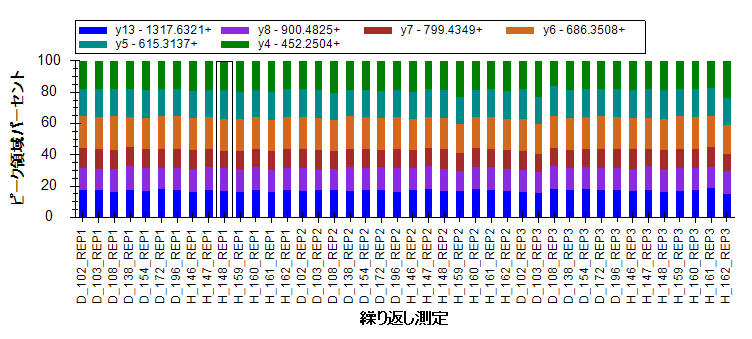 y13 - 1317.6321+ y8 - 900.4825+ y7 - 799.4349+ y6 - 686.3508+
y5 - 615.3137+ y4 - 452.2504+
ピーク領域パーセント
100
80
60
40
20
0
D_102_REP1
D_103_REP1
D_108_REP1
D_138_REP1
D_154_REP1
D_172_REP1
D_196_REP1
H_146_REP1
H_147_REP1
H_148_REP1
H_159_REP1
H_160_REP1
H_161_REP1
H_162_REP1
D_102_REP2
D_103_REP2
D_108_REP2
D_138_REP2
D_154_REP2
D_172_REP2
D_196_REP2
H_146_REP2
H_147_REP2
H_148_REP2
H_159_REP2
H_160_REP2
H_161_REP2
H_162_REP2
D_102_REP3
D_103_REP3
D_108_REP3
D_138_REP3
D_154_REP3
D_172_REP3
D_196_REP3
H_146_REP3
H_147_REP3
H_148_REP3
H_159_REP3
H_160_REP3
H_161_REP3
H_162_REP3
繰り返し測定